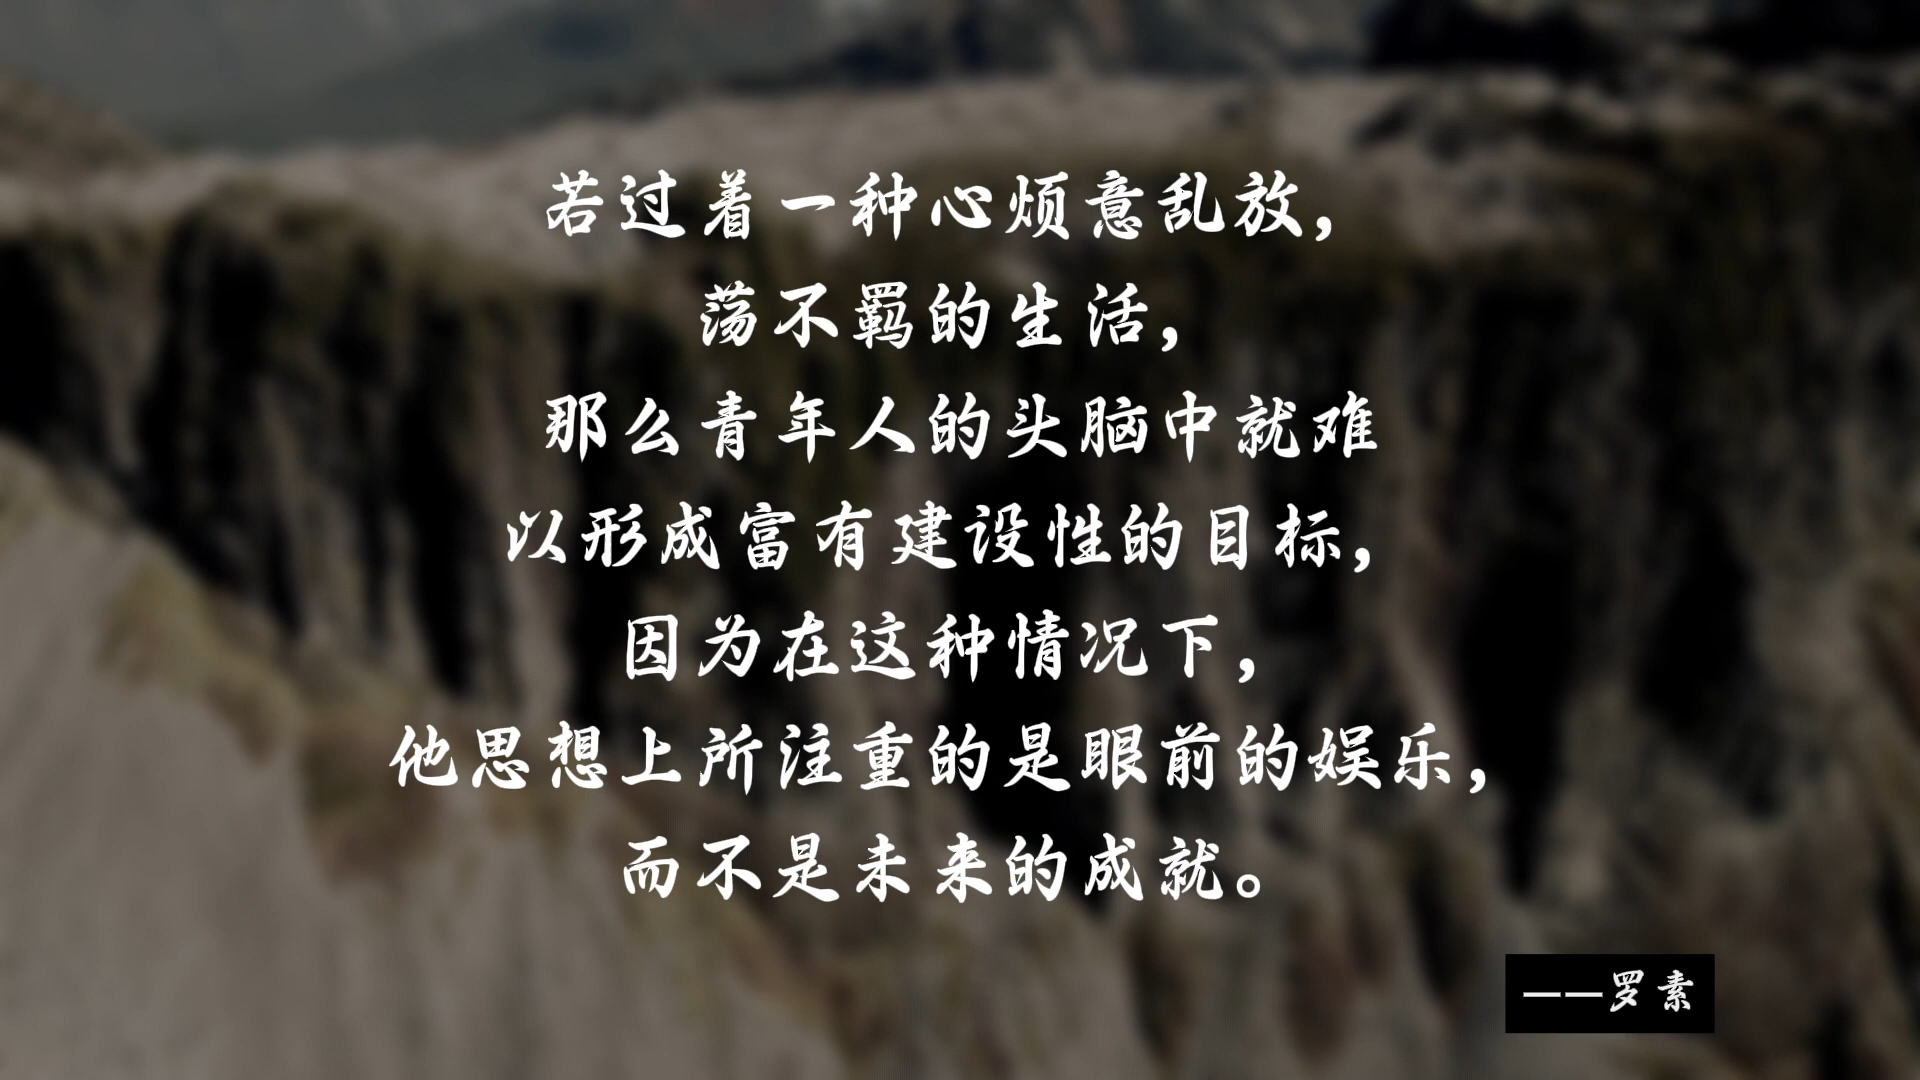 若过着一种心烦意乱放，
荡不羁的生活，
那么青年人的头脑中就难
以形成富有建设性的目标，
因为在这种情况下，
他思想上所注重的是眼前的娱乐，
而不是未来的成就。
——罗素